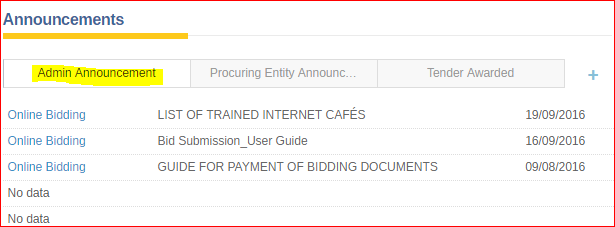 Announcements
Admin Announcement Procuring Entity Announc... Tender Awarded +
Online Bidding LIST OF TRAINED INTERNET CAFÉS 19/09/2016
Online Bidding Bid Submission_User Guide 16/09/2016
Online Bidding GUIDE FOR PAYMENT OF BIDDING DOCUMENTS 09/08/2016
No data
No data